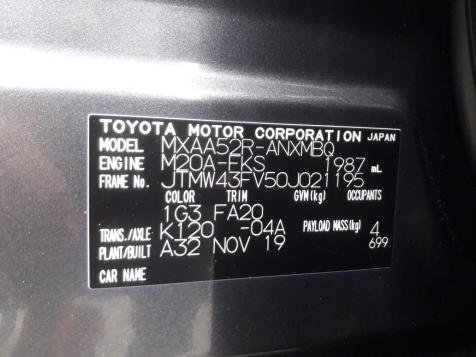 TOYOTA MOTOR CORPORATION JAPAN
MODEL MXAA52R-ANXMBQ
ENGINE M20A-FKS 1987 mL
FRAME No. JTMW43FV50J021195
COLOR TRIM GVM(kg) OCCUPANTS
1G3 FA20
TRANS./AXLE K120 -04A PAYLOAD MASS(kg) 4
PLANT/BUILT A32 NOV 19 699
CAR NAME